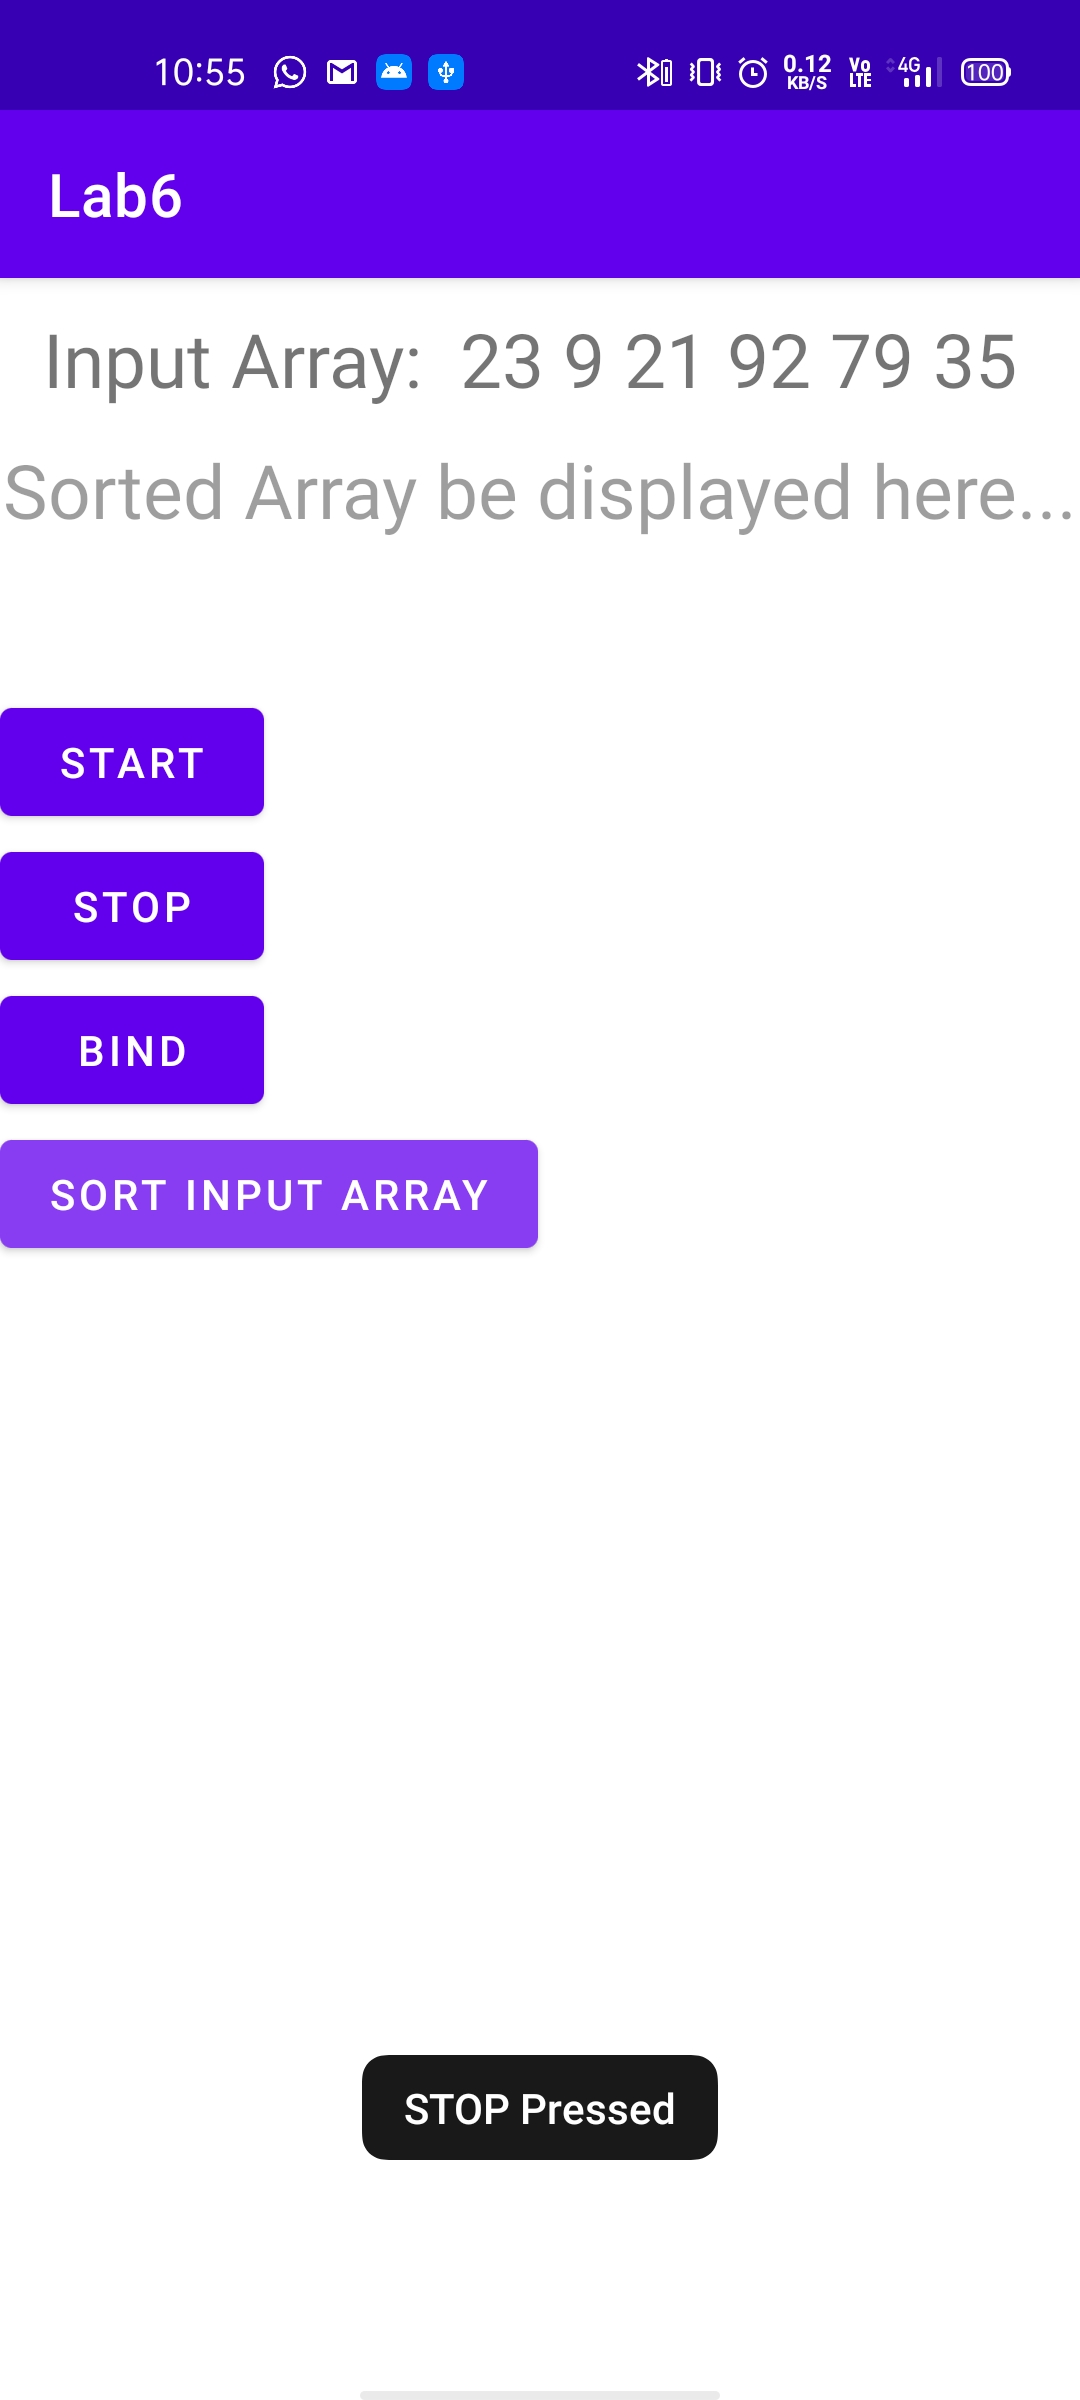 10:55 0.12 KB/S Vo LTE 4G 100
Lab6
Input Array: 23 9 21 92 79 35
Sorted Array be displayed here...
START
STOP
BIND
SORT INPUT ARRAY
STOP Pressed